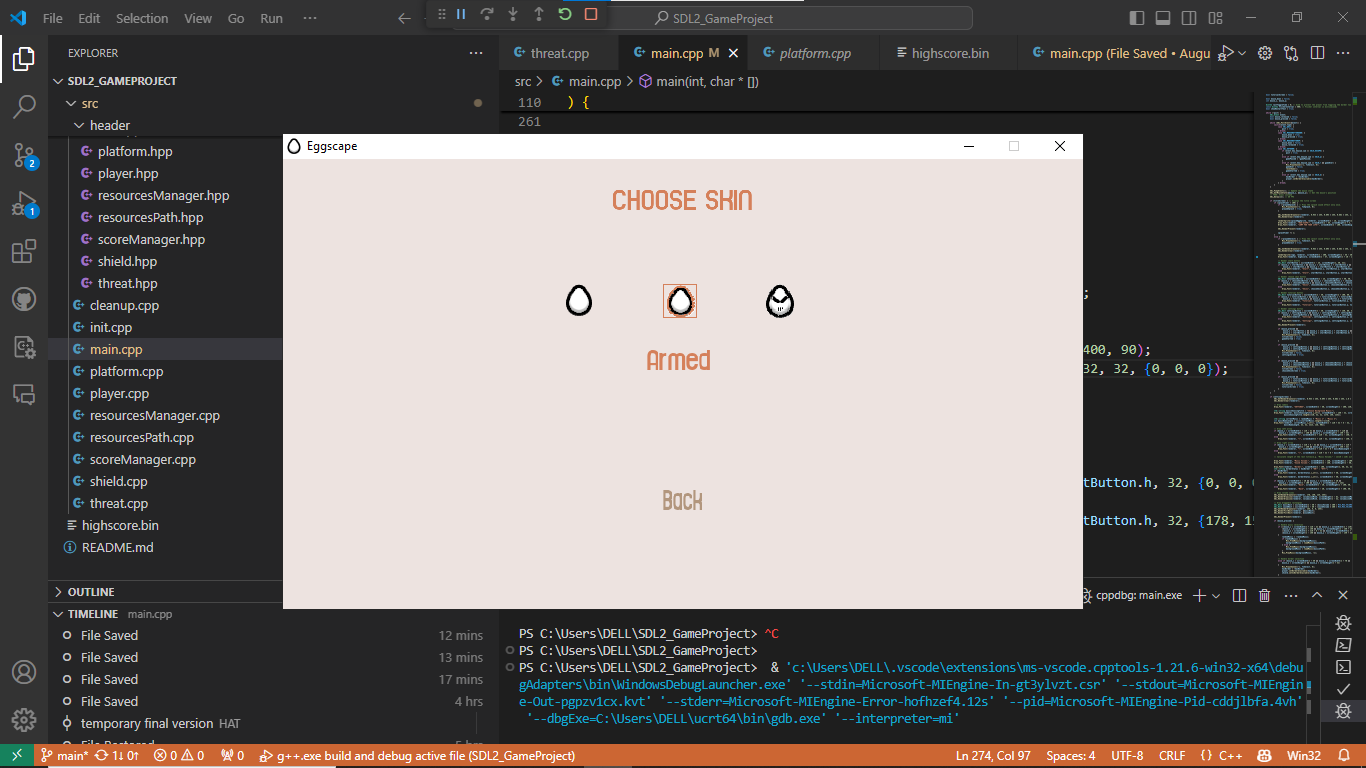 File Edit Selection View Go Run ··· SDL2_GameProject
EXPLORER
SDL2_GAMEPROJECT
src
header
platform.hpp
player.hpp
resourcesManager.hpp
resourcesPath.hpp
scoreManager.hpp
shield.hpp
threat.hpp
cleanup.cpp
init.cpp
main.cpp
platform.cpp
player.cpp
resourcesManager.cpp
resourcesPath.cpp
scoreManager.cpp
shield.cpp
threat.cpp
highscore.bin
README.md
OUTLINE
TIMELINE main.cpp
File Saved 12 mins
File Saved 13 mins
File Saved 17 mins
File Saved 4 hrs
temporary final version HAT
threat.cpp main.cpp M platform.cpp highscore.bin main.cpp (File Saved • Augu
src > main.cpp > main(int, char * [])
110 ) {
261
Eggscape
CHOOSE SKIN
Armed
Back
;
400, 90);
32, 32, {0, 0, 0});
tButton.h, 32, {0, 0, 
tButton.h, 32, {178, 15
cppdbg: main.exe
PS C:\Users\DELL\SDL2_GameProject> ^C
PS C:\Users\DELL\SDL2_GameProject>
PS C:\Users\DELL\SDL2_GameProject> & 'c:\Users\DELL\.vscode\extensions\ms-vscode.cpptools-1.21.6-win32-x64\debu
gAdapters\bin\WindowsDebugLauncher.exe' '--stdin=Microsoft-MIEngine-In-gt3ylvzt.csr' '--stdout=Microsoft-MIEngin
e-Out-pgpzv1cx.kvt' '--stderr=Microsoft-MIEngine-Error-hofhzef4.12s' '--pid=Microsoft-MIEngine-Pid-cddjlbfa.4vh'
'--dbgExe=C:\Users\DELL\ucrt64\bin\gdb.exe' '--interpreter=mi'
main* 1↓ 0↑ 0 0 0 g++.exe build and debug active file (SDL2_GameProject) Ln 274, Col 97 Spaces: 4 UTF-8 CRLF {} C++ Win32